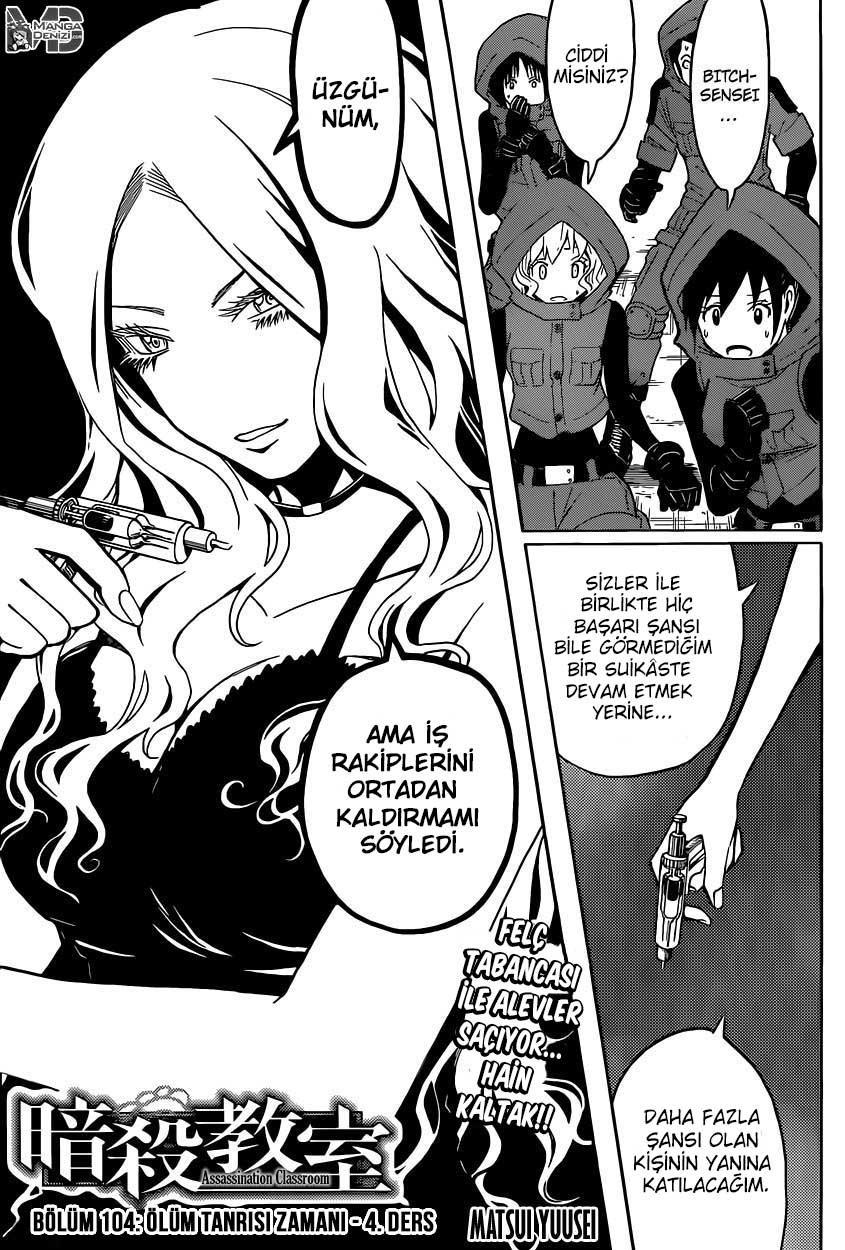 MANGA
DENİZİ.com
BITCH-
SENSEI
...
CİDDİ
MİSİNİZ?
SİZLER İLE
BİRLİKTE HİÇ
BAŞARI ŞANSI
BİLE GÖRMEDİĞİM
BİR SUİKÂSTE
DEVAM ETMEK
YERİNE...
DAHA FAZLA
ŞANSI OLAN
KİŞİNİN YANINA
KATILACAĞIM.
ÜZGÜ-
NÜM,
AMA İŞ
RAKİPLERİNİ
ORTADAN
KALDIRMAMI
SÖYLEDİ.
FELÇ
TABANCASI
İLE ALEVLER
SAÇIYOR...
HAİN
KALTAK!!
暗殺教室
Assassination Classroom
BÖLÜM 104: ÖLÜM TANRISI ZAMANI - 4. DERS
MATSUI YUUSEI